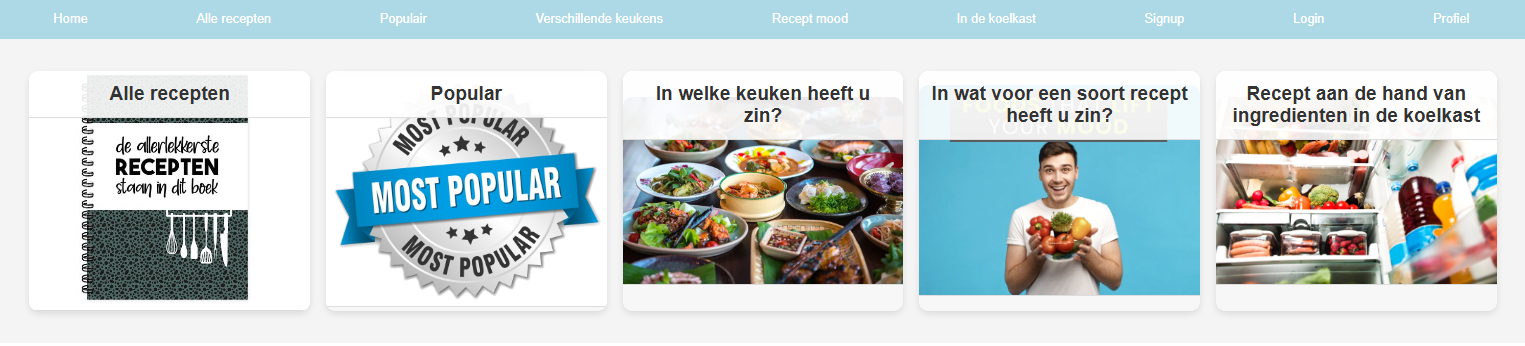 Home Alle recepten Populair Verschillende keukens Recept mood In de koelkast Signup Login Profiel
Alle recepten
de allerlekkerste
RECEPTEN
staan in dit boek
Popular
MOST POPULAR
MOST POPULAR
MOST POPULAR
In welke keuken heeft u
zin?
In wat voor een soort recept
heeft u zin?
YOUR MOOD
Recept aan de hand van
ingredienten in de koelkast